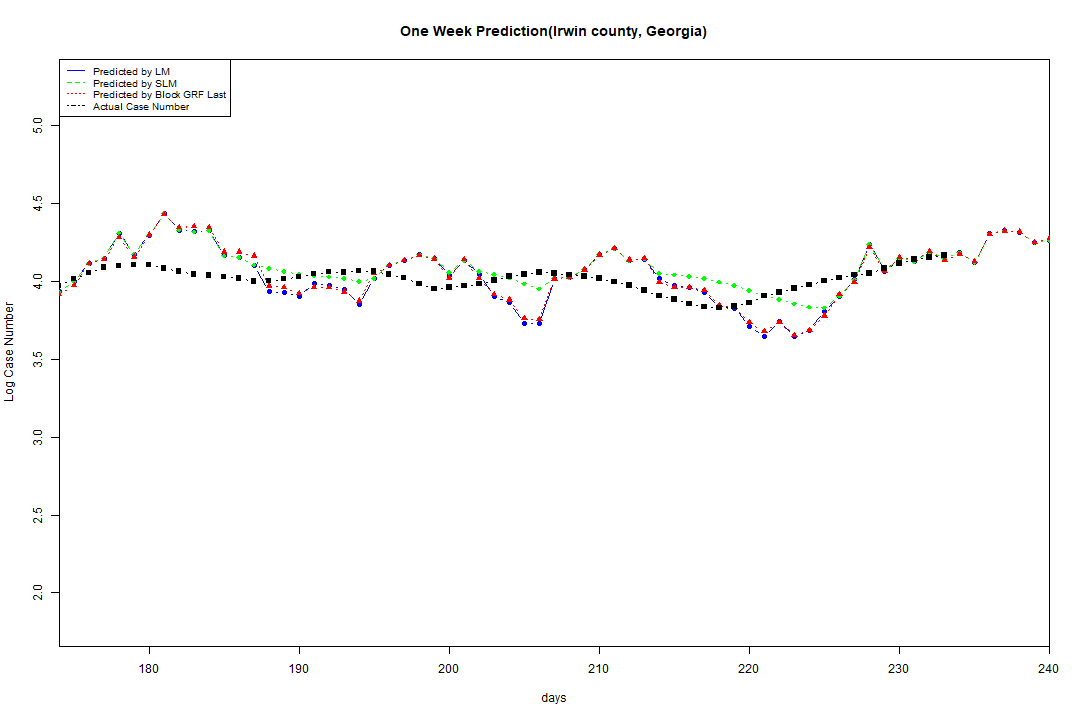 One Week Prediction(Irwin county, Georgia)
Predicted by LM
Predicted by SLM
Predicted by Block GRF Last
Actual Case Number
5.0
4.5
4.0
3.5
3.0
2.5
2.0
Log Case Number
180 190 200 210 220 230 240
days